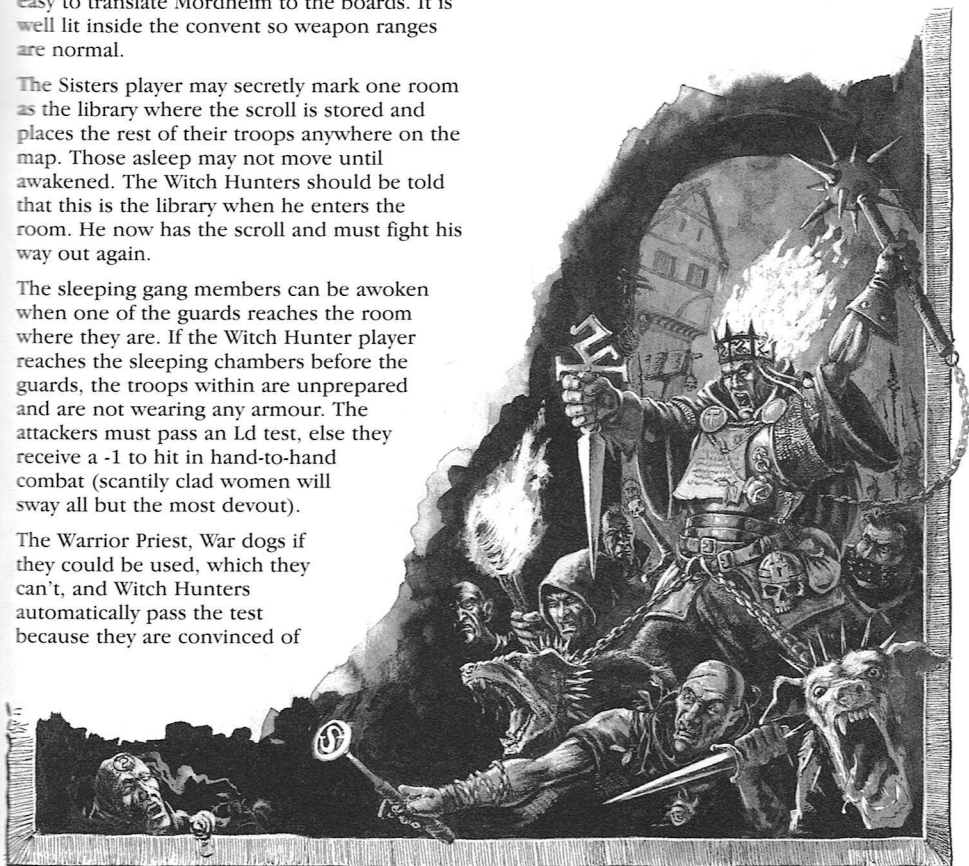 easy to translate Mordheim to the boards. It is
well lit inside the convent so weapon ranges
are normal.
The Sisters player may secretly mark one room
as the library where the scroll is stored and
places the rest of their troops anywhere on the
map. Those asleep may not move until
awakened. The Witch Hunters should be told
that this is the library when he enters the
room. He now has the scroll and must fight his
way out again.
The sleeping gang members can be awoken
when one of the guards reaches the room
where they are. If the Witch Hunter player
reaches the sleeping chambers before the
guards, the troops within are unprepared
and are not wearing any armour. The
attackers must pass an Ld test, else they
receive a -1 to hit in hand-to-hand
combat (scantily clad women will
sway all but the most devout).
The Warrior Priest, War dogs if
they could be used, which they
can't, and Witch Hunters
automatically pass the test
because they are convinced of